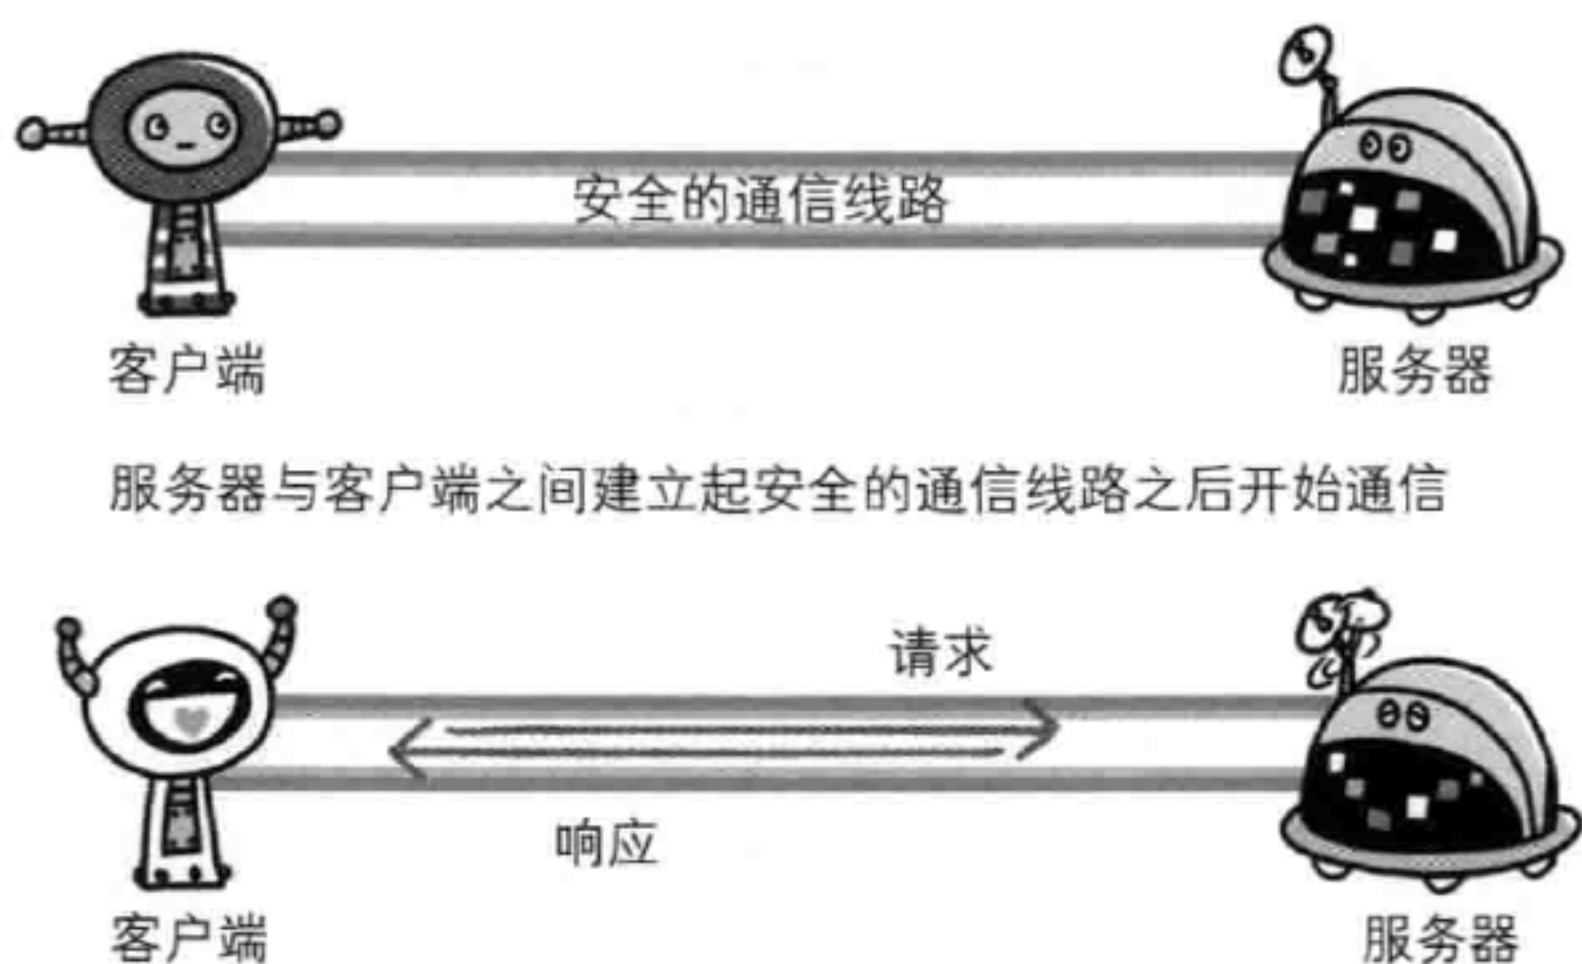 安全的通信线路
客户端
服务器
服务器与客户端之间建立起安全的通信线路之后开始通信
请求
响应
客户端
服务器